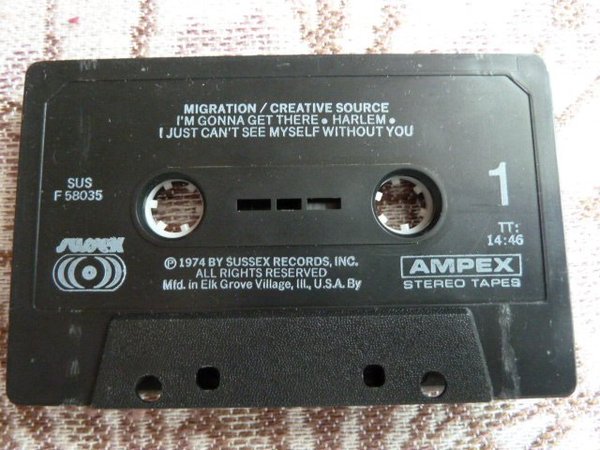 MIGRATION / CREATIVE SOURCE
I'M GONNA GET THERE • HARLEM •
I JUST CAN'T SEE MYSELF WITHOUT YOU
SUS
F 58035
1
TT:
14:46
SUSSEX
℗ 1974 BY SUSSEX RECORDS, INC.
ALL RIGHTS RESERVED
Mfd. in Elk Grove Village, Ill., U.S.A. By
AMPEX
STEREO TAPES